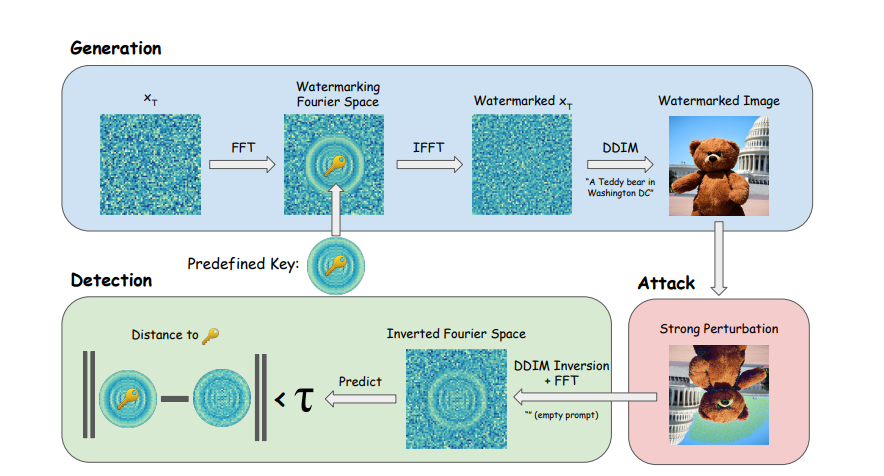 Generation
x_T
FFT
Watermarking
Fourier Space
IFFT
Watermarked x_T
DDIM
"A Teddy bear in
Washington DC"
Watermarked Image
Predefined Key:
Detection
Distance to 🔑
< τ
Predict
Inverted Fourier Space
DDIM Inversion
+ FFT
"" (empty prompt)
Attack
Strong Perturbation